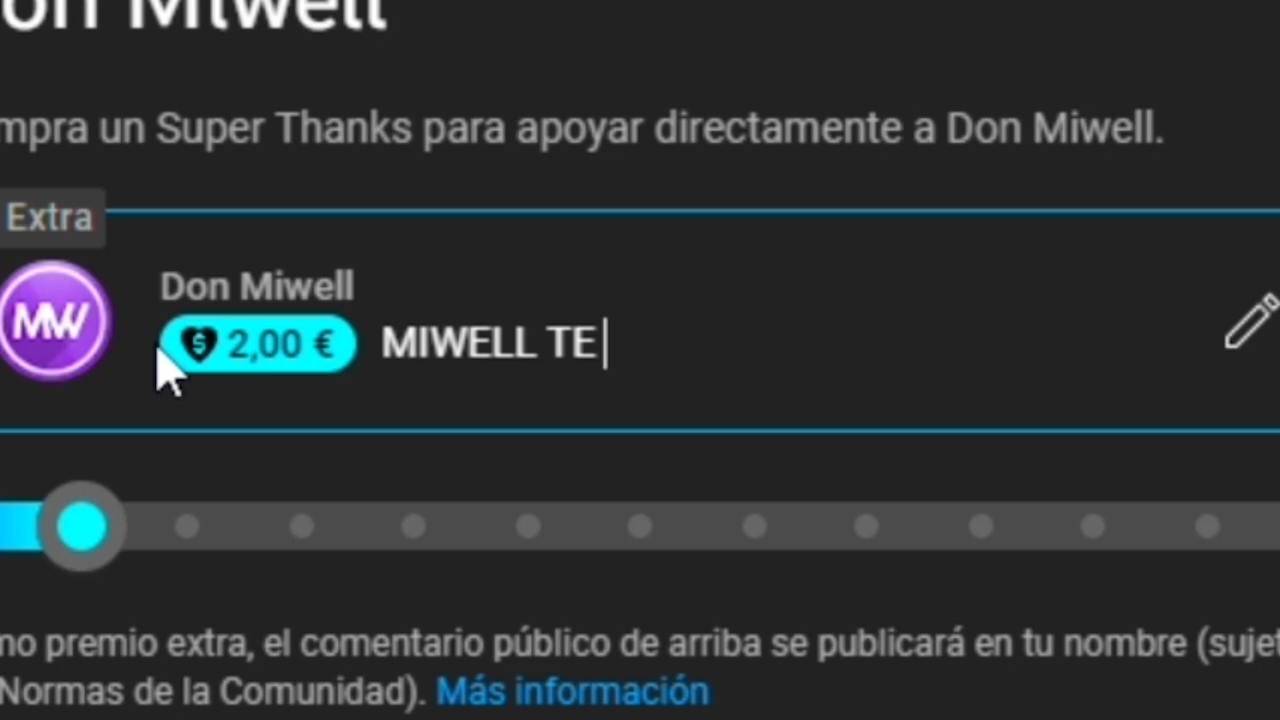 on Miwell
mpra un Super Thanks para apoyar directamente a Don Miwell.
Extra
MW
Don Miwell
$ 2,00 € MIWELL TE
mo premio extra, el comentario público de arriba se publicará en tu nombre (sujet
Normas de la Comunidad). Más información